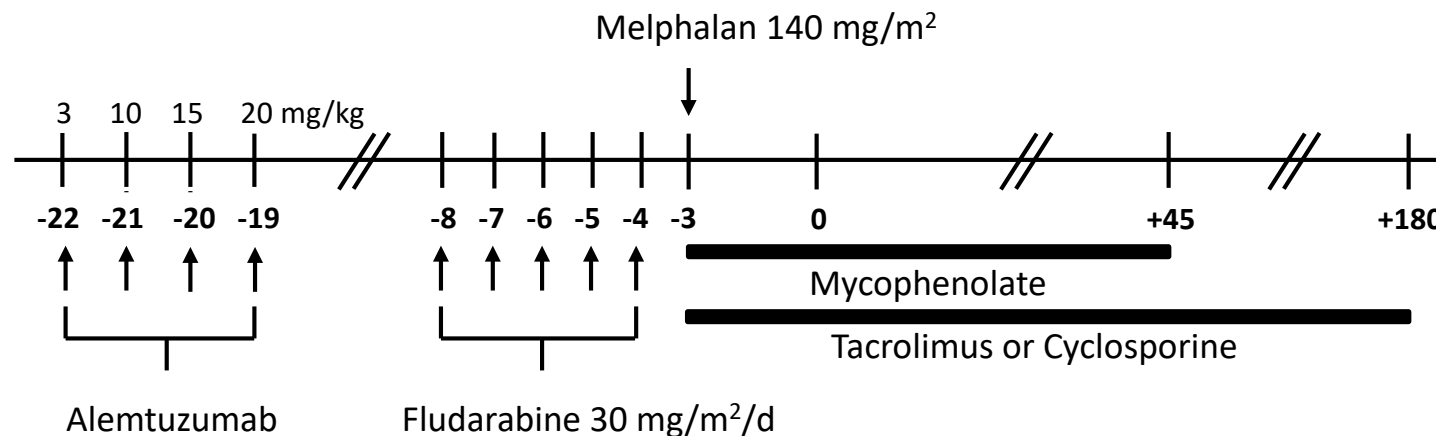 Melphalan 140 mg/m²
3 10 15 20 mg/kg
-22 -21 -20 -19 -8 -7 -6 -5 -4 -3 0 +45 +180
Mycophenolate
Tacrolimus or Cyclosporine
Alemtuzumab Fludarabine 30 mg/m²/d